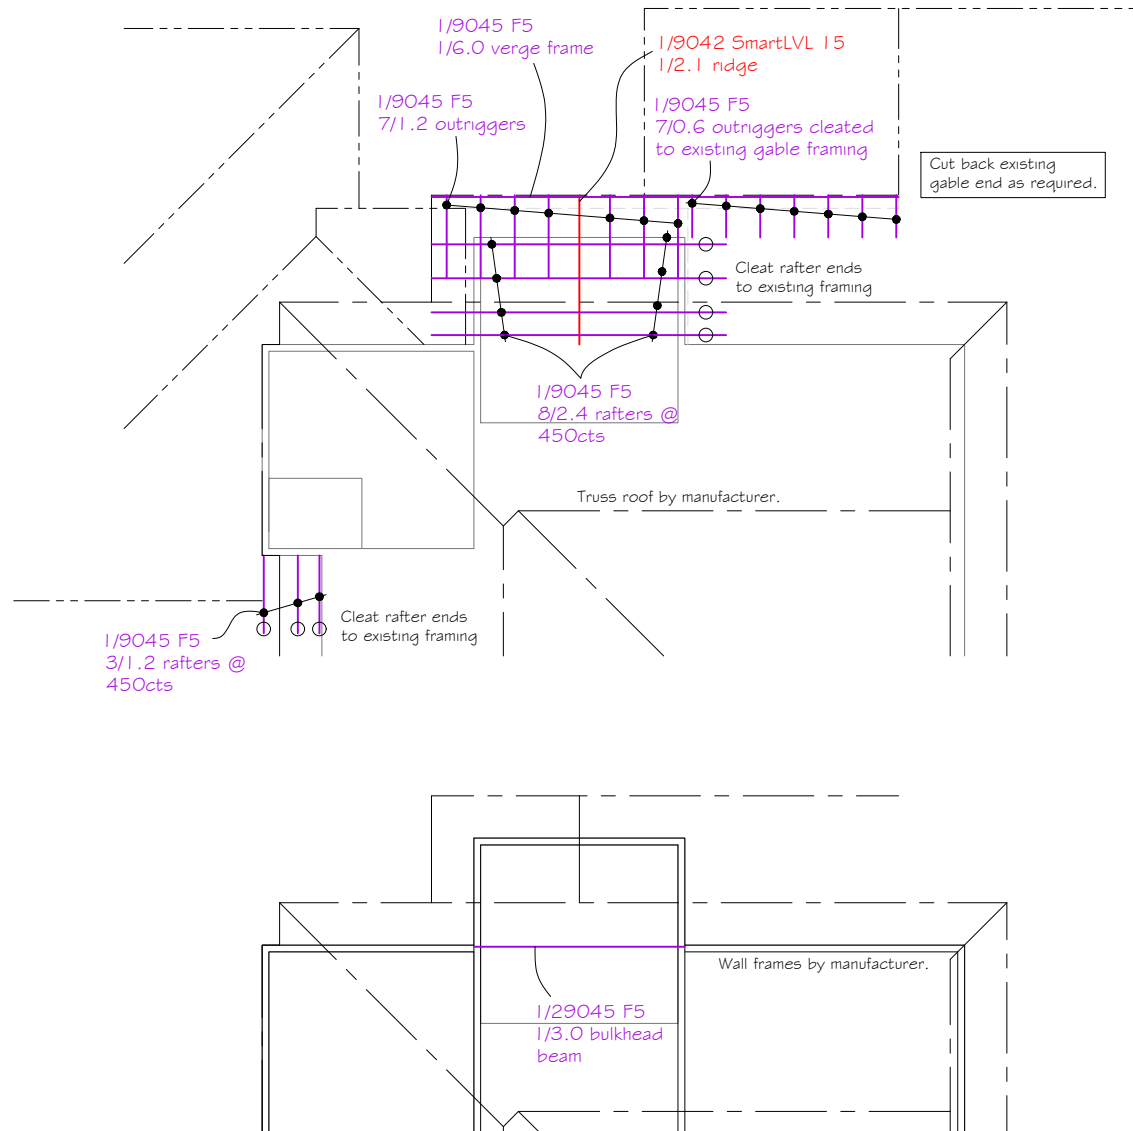 1/9045 F5
1/6.0 verge frame
1/9042 SmartLVL 15
1/2.1 ridge
1/9045 F5
7/1.2 outriggers
1/9045 F5
7/0.6 outriggers cleated
to existing gable framing
Cut back existing
gable end as required.
Cleat rafter ends
to existing framing
1/9045 F5
8/2.4 rafters @
450cts
Truss roof by manufacturer.
Cleat rafter ends
to existing framing
1/9045 F5
3/1.2 rafters @
450cts
Wall frames by manufacturer.
1/29045 F5
1/3.0 bulkhead
beam